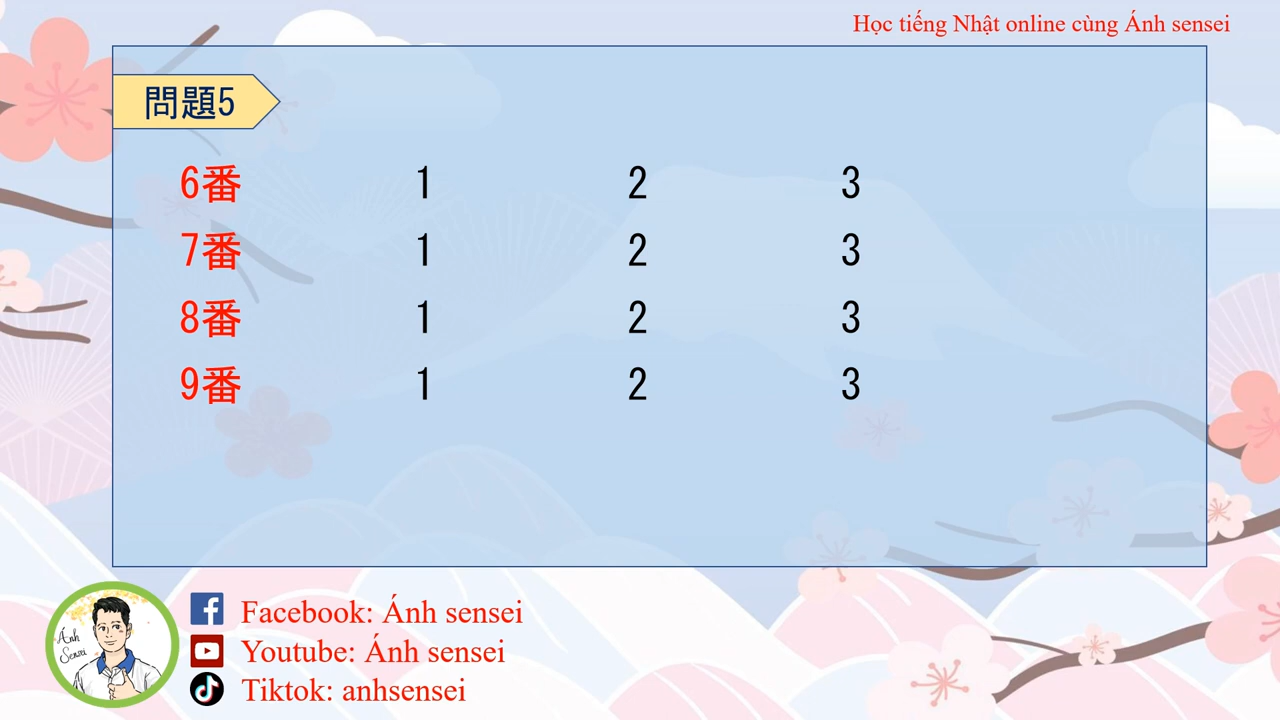 Học tiếng Nhật online cùng Ánh sensei
問題5
6番 1 2 3
7番 1 2 3
8番 1 2 3
9番 1 2 3
Ánh
Sensei
Facebook: Ánh sensei
Youtube: Ánh sensei
Tiktok: anhsensei